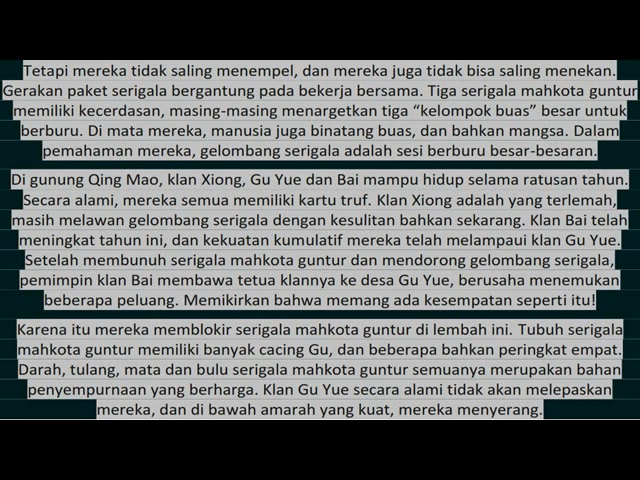 Tetapi mereka tidak saling menempel, dan mereka juga tidak bisa saling menekan.
Gerakan paket serigala bergantung pada bekerja bersama. Tiga serigala mahkota guntur
memiliki kecerdasan, masing-masing menargetkan tiga “kelompok buas” besar untuk
berburu. Di mata mereka, manusia juga binatang buas, dan bahkan mangsa. Dalam
pemahaman mereka, gelombang serigala adalah sesi berburu besar-besaran.
Di gunung Qing Mao, klan Xiong, Gu Yue dan Bai mampu hidup selama ratusan tahun.
Secara alami, mereka semua memiliki kartu truf. Klan Xiong adalah yang terlemah,
masih melawan gelombang serigala dengan kesulitan bahkan sekarang. Klan Bai telah
meningkat tahun ini, dan kekuatan kumulatif mereka telah melampaui klan Gu Yue.
Setelah membunuh serigala mahkota guntur dan mendorong gelombang serigala,
pemimpin klan Bai membawa tetua klannya ke desa Gu Yue, berusaha menemukan
beberapa peluang. Memikirkan bahwa memang ada kesempatan seperti itu!
Karena itu mereka memblokir serigala mahkota guntur di lembah ini. Tubuh serigala
mahkota guntur memiliki banyak cacing Gu, dan beberapa bahkan peringkat empat.
Darah, tulang, mata dan bulu serigala mahkota guntur semuanya merupakan bahan
penyempurnaan yang berharga. Klan Gu Yue secara alami tidak akan melepaskan
mereka, dan di bawah amarah yang kuat, mereka menyerang.